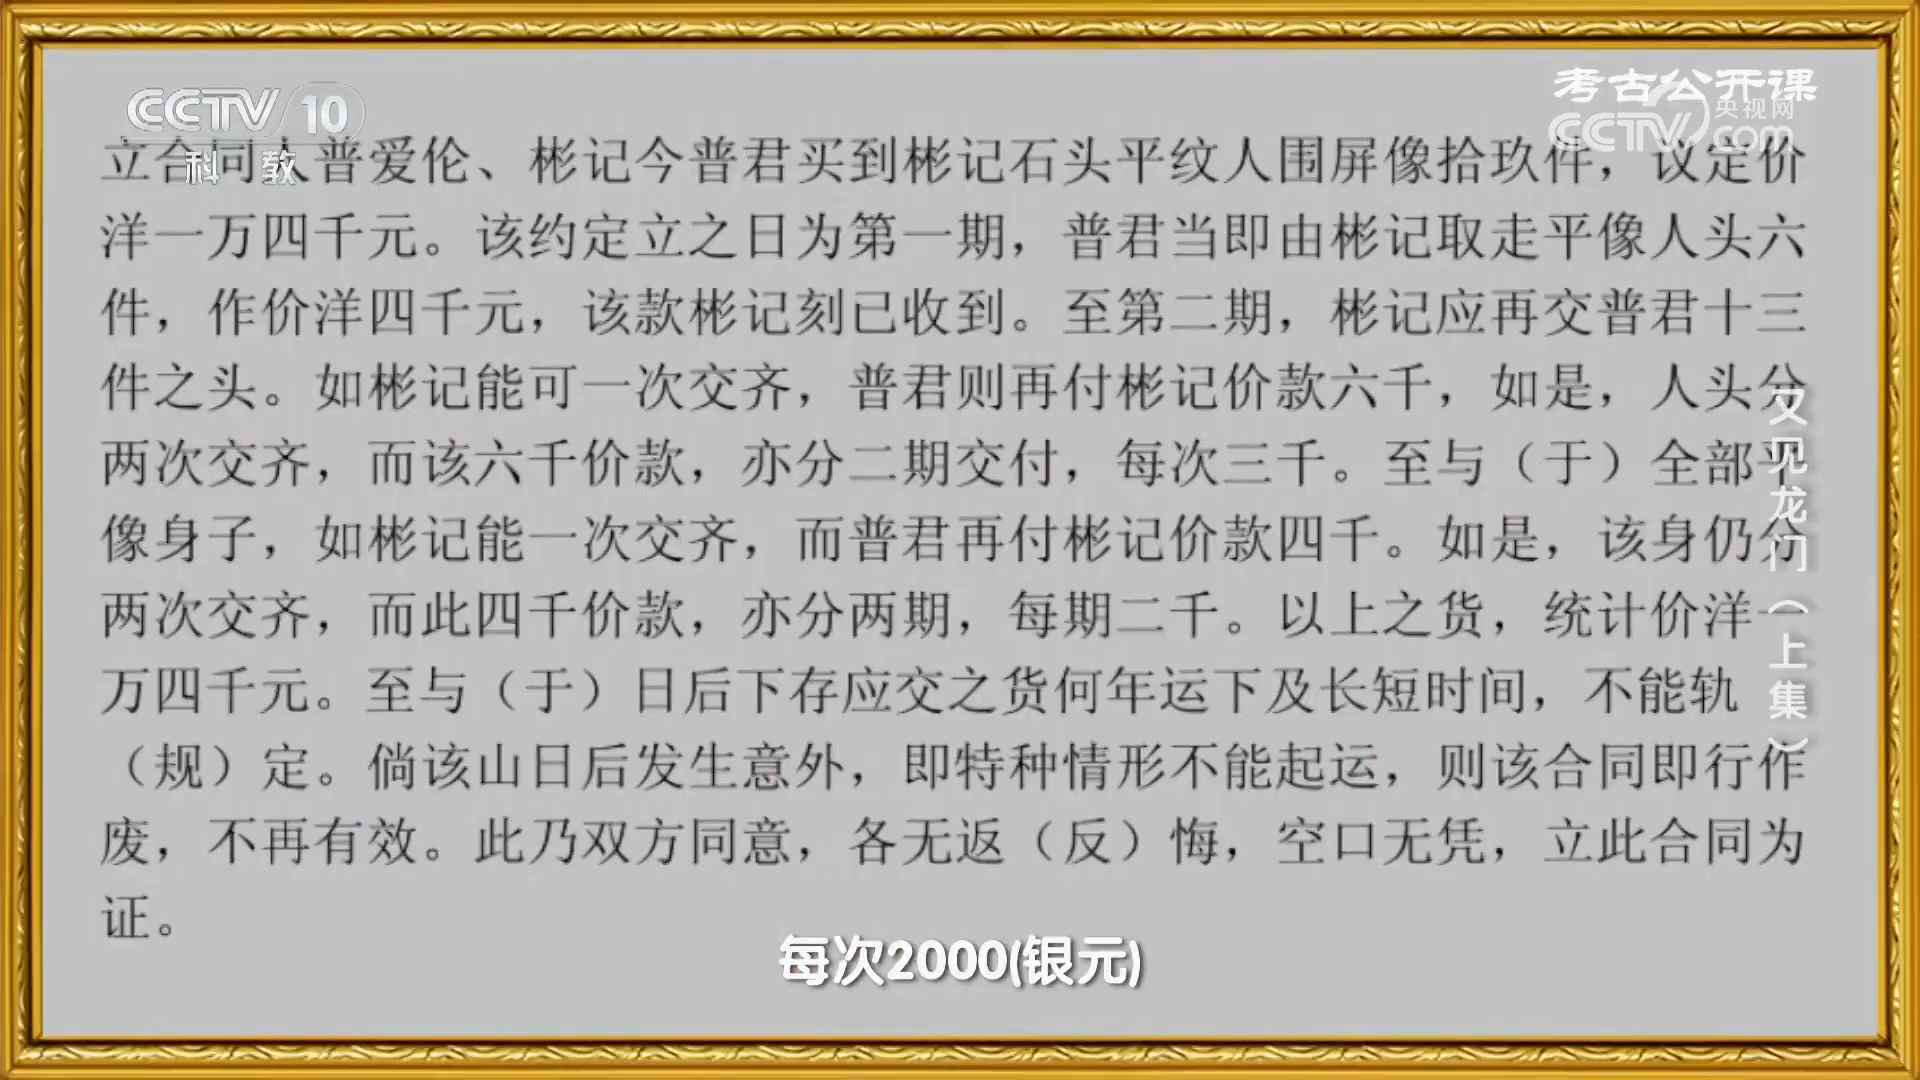 CCTV 10
科教
考古公开课
央视网
CCTV.com
立合同人普爱伦、彬记今普君买到彬记石头平纹人围屏像拾玖件，议定价
洋一万四千元。该约定立之日为第一期，普君当即由彬记取走平像人头六
件，作价洋四千元，该款彬记刻已收到。至第二期，彬记应再交普君十三
件之头。如彬记能可一次交齐，普君则再付彬记价款六千，如是，人头分
两次交齐，而该六千价款，亦分二期交付，每次三千。至与（于）全部平
像身子，如彬记能一次交齐，而普君再付彬记价款四千。如是，该身仍分
两次交齐，而此四千价款，亦分两期，每期二千。以上之货，统计价洋一
万四千元。至与（于）日后下存应交之货何年运下及长短时间，不能轨
（规）定。倘该山日后发生意外，即特种情形不能起运，则该合同即行作
废，不再有效。此乃双方同意，各无返（反）悔，空口无凭，立此合同为
证。
又见龙门（上集）
每次2000(银元)